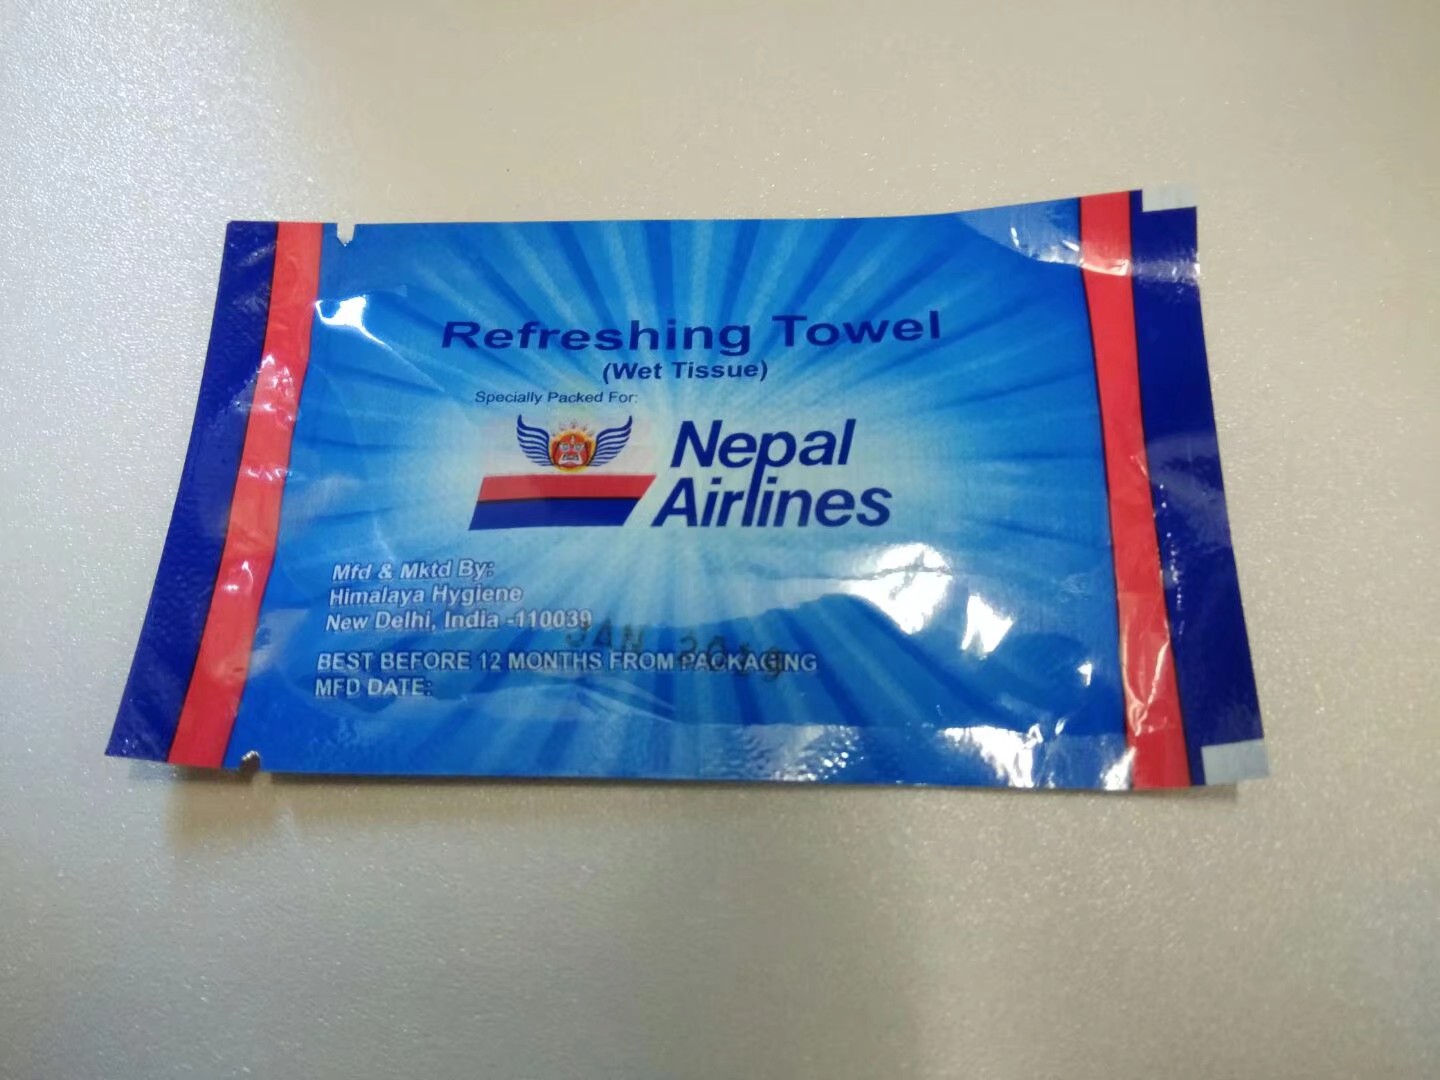 Refreshing Towel
(Wet Tissue)
Specially Packed For:
Nepal
Airlines
Mfd & Mktd By:
Himalaya Hygiene
New Delhi, India -110039
JAN
BEST BEFORE 12 MONTHS FROM PACKAGING
MFD DATE: